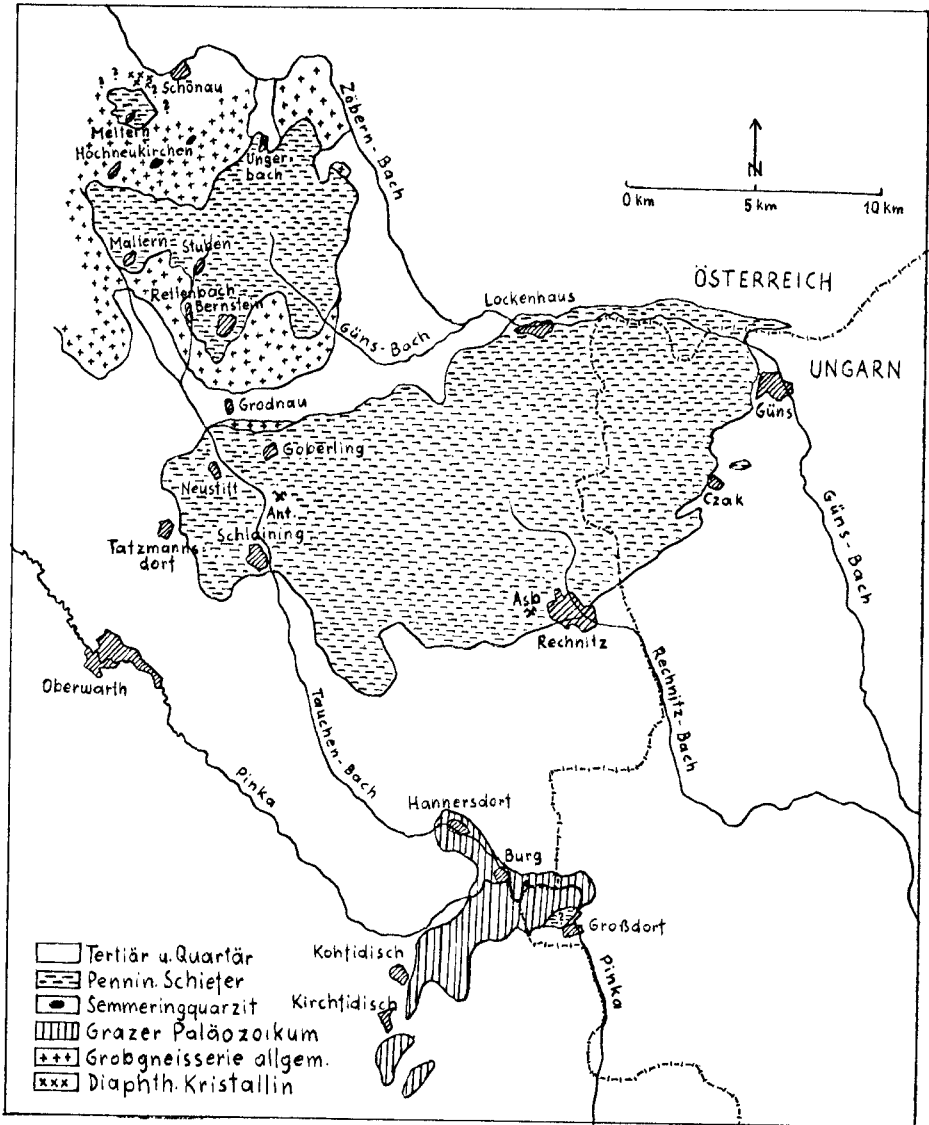 Schönau
Meltern
Hochneukirchen
Unger-
bach
Zöbern-Bach
N
0 km
5 km
10 km
Maltern
Stuben
Rettenbach
Bernstein
Güns-Bach
Lockenhaus
ÖSTERREICH
UNGARN
Güns
Grodnau
Goberling
Neustift
Ant.
Schlaining
Tatzmanns-
dorf
Czak
Güns-Bach
Asb
Rechnitz
Rechnitz-Bach
Oberwarth
Tauchen-Bach
Pinka
Hannersdorf
Burg
Großdorf
Kohfidisch
Kirchfidisch
Pinka
Tertiär u. Quartär
Pennin. Schiefer
Semmeringquarzit
Grazer Paläozoikum
Grobgneisserie allgem.
Diaphth. Kristallin